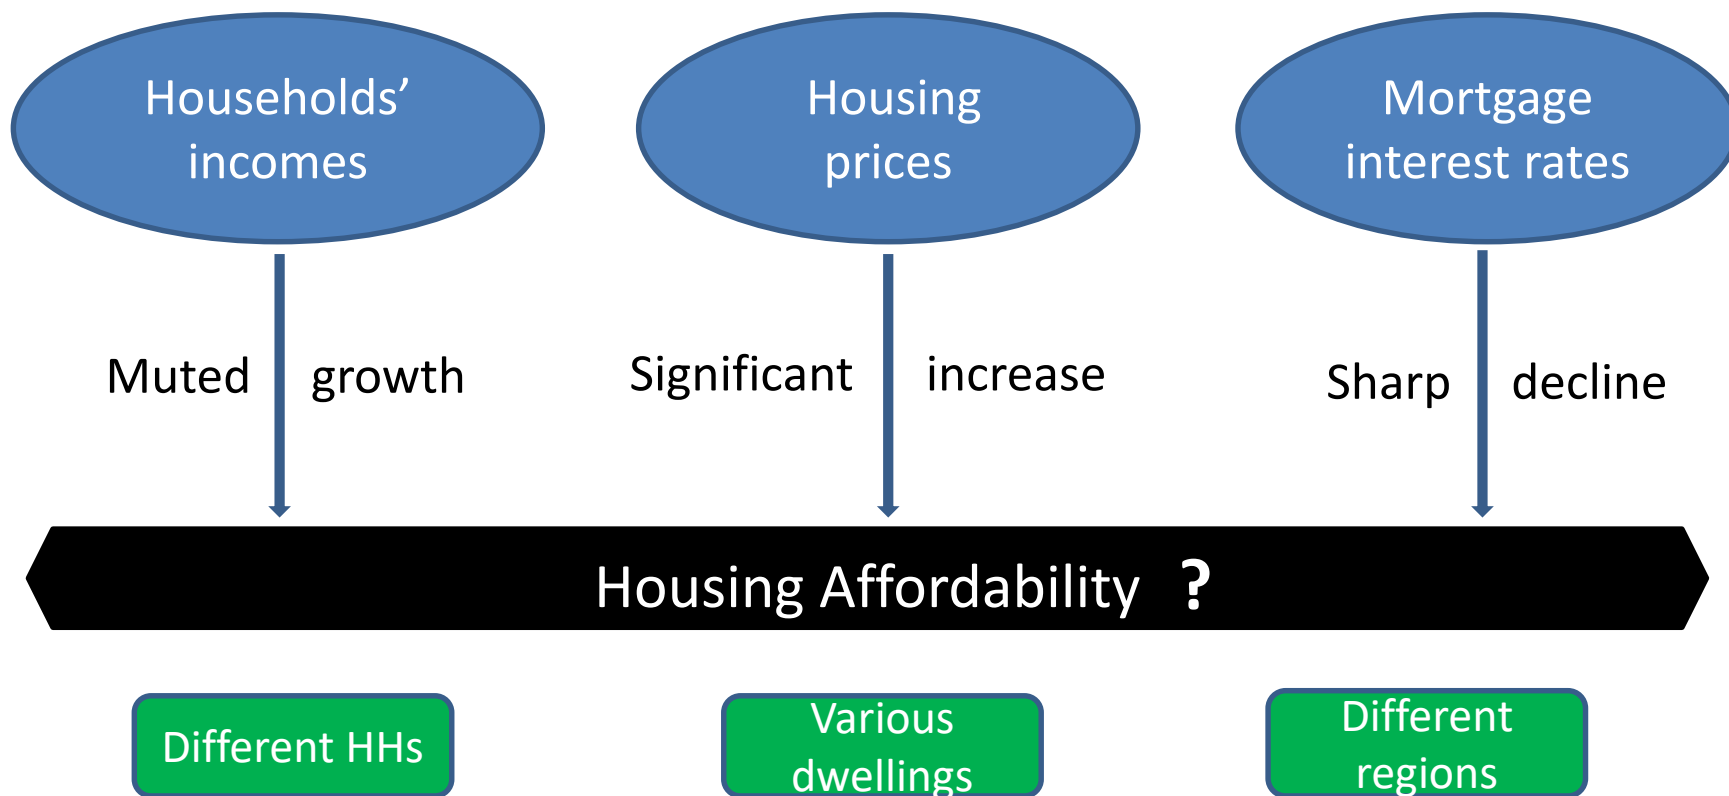 Households’
incomes
Housing
prices
Mortgage
interest rates
Muted growth
Significant increase
Sharp decline
Housing Affordability ?
Different HHs
Various
dwellings
Different
regions